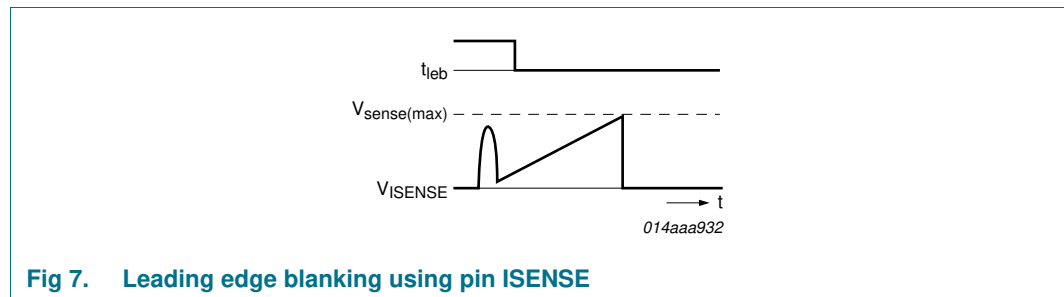 tleb
Vsense(max)
VISENSE
t
014aaa932
Fig 7. Leading edge blanking using pin ISENSE